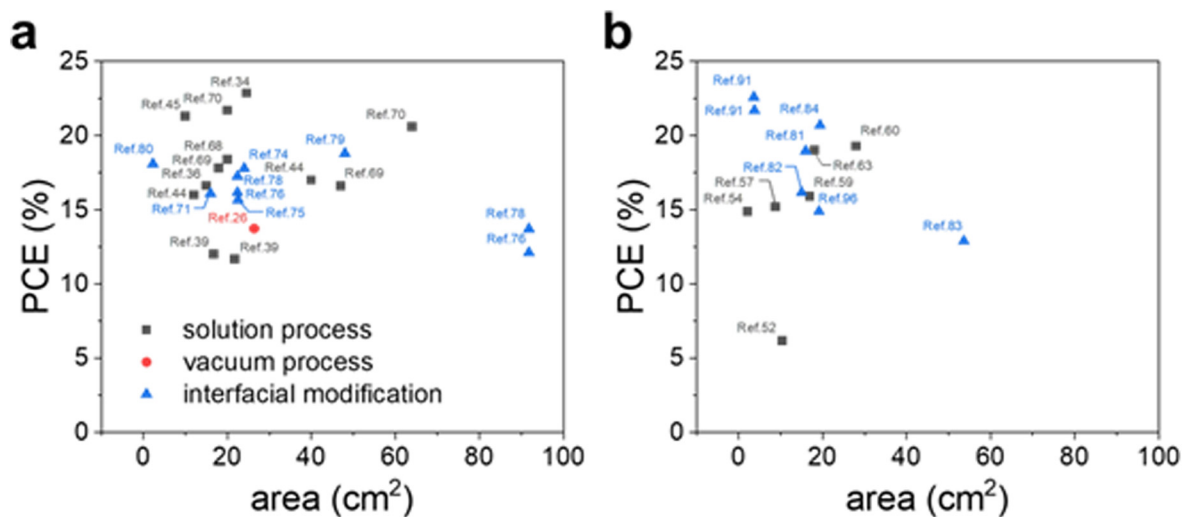 a
25
20
15
10
5
0
PCE (%)
Ref.34
Ref.70
Ref.45
Ref.70
Ref.79
Ref.80
Ref.68
Ref.69
Ref.36
Ref.44
Ref.71
Ref.74
Ref.44
Ref.78
Ref.76
Ref.75
Ref.69
Ref.26
Ref.39
Ref.39
Ref.78
Ref.76
solution process
vacuum process
interfacial modification
0 20 40 60 80 100
area (cm²)
b
25
20
15
10
5
0
PCE (%)
Ref.91
Ref.91
Ref.84
Ref.81
Ref.60
Ref.82
Ref.63
Ref.57
Ref.59
Ref.54
Ref.96
Ref.83
Ref.52
0 20 40 60 80 100
area (cm²)